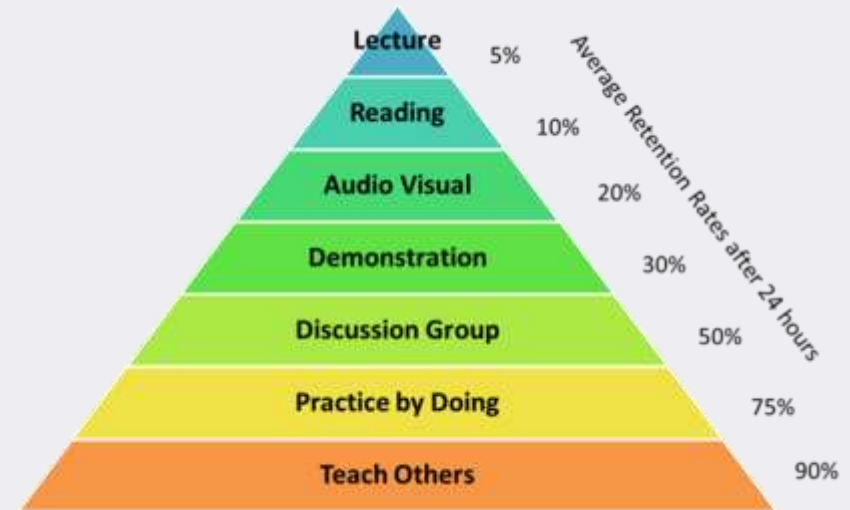 Lecture
5%
Reading
10%
Audio Visual
20%
Demonstration
30%
Discussion Group
50%
Practice by Doing
75%
Teach Others
90%
Average Retention Rates after 24 hours